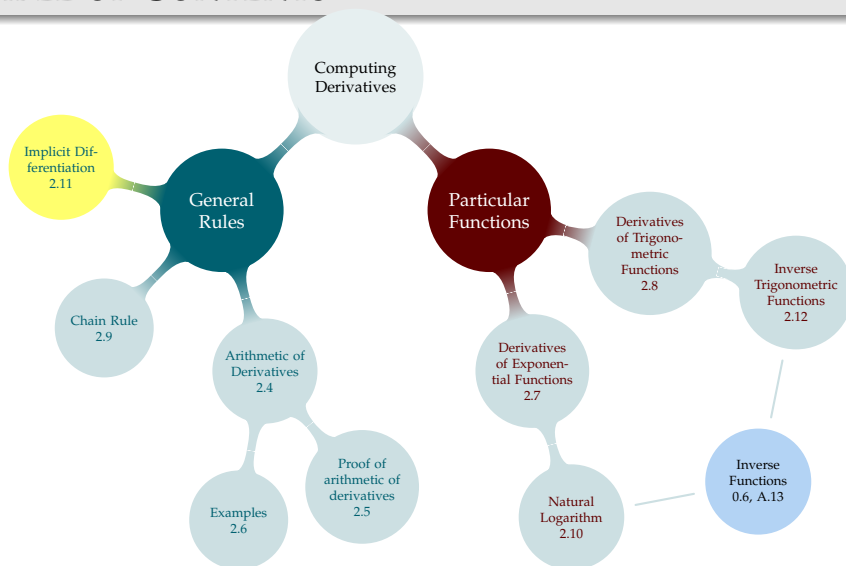 Computing
Derivatives
Implicit Dif-
ferentiation
2.11
General
Rules
Particular
Functions
Derivatives
of Trigono-
metric
Functions
2.8
Inverse
Trigonometric
Functions
2.12
Chain Rule
2.9
Arithmetic of
Derivatives
2.4
Derivatives
of Exponen-
tial Functions
2.7
Proof of
arithmetic of
derivatives
2.5
Examples
2.6
Natural
Logarithm
2.10
Inverse
Functions
0.6, A.13